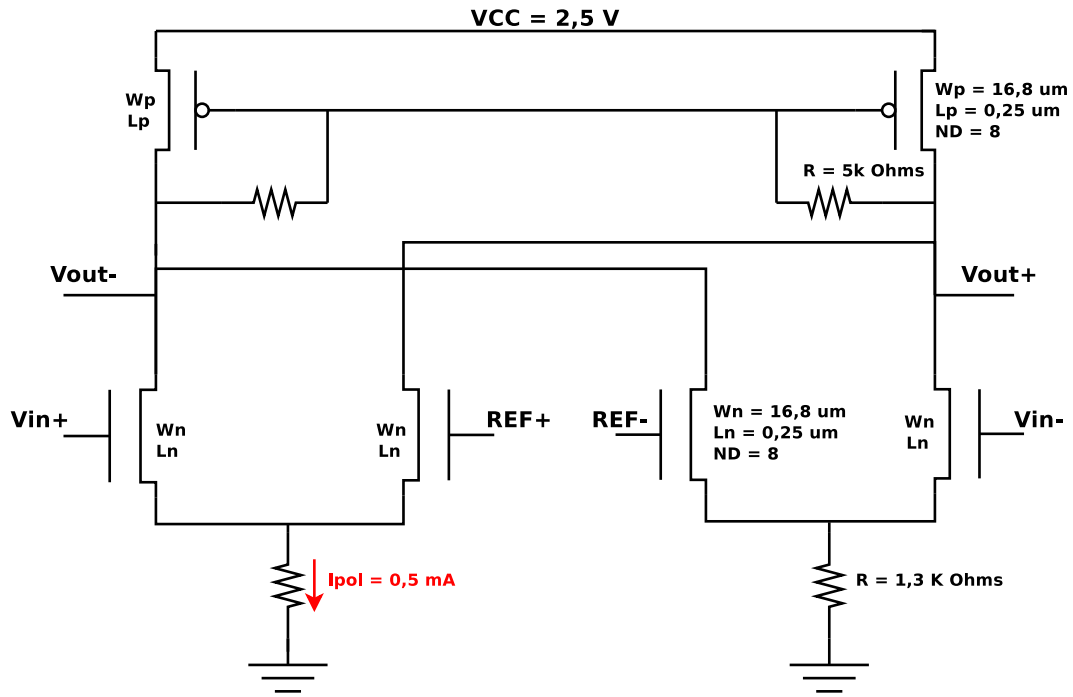 VCC = 2,5 V
Wp
Lp
Wp = 16,8 um
Lp = 0,25 um
ND = 8
R = 5k Ohms
Vout-
Vout+
Vin+
Wn
Ln
Wn
Ln
REF+
REF-
Wn = 16,8 um
Ln = 0,25 um
ND = 8
Wn
Ln
Vin-
Ipol = 0,5 mA
R = 1,3 K Ohms